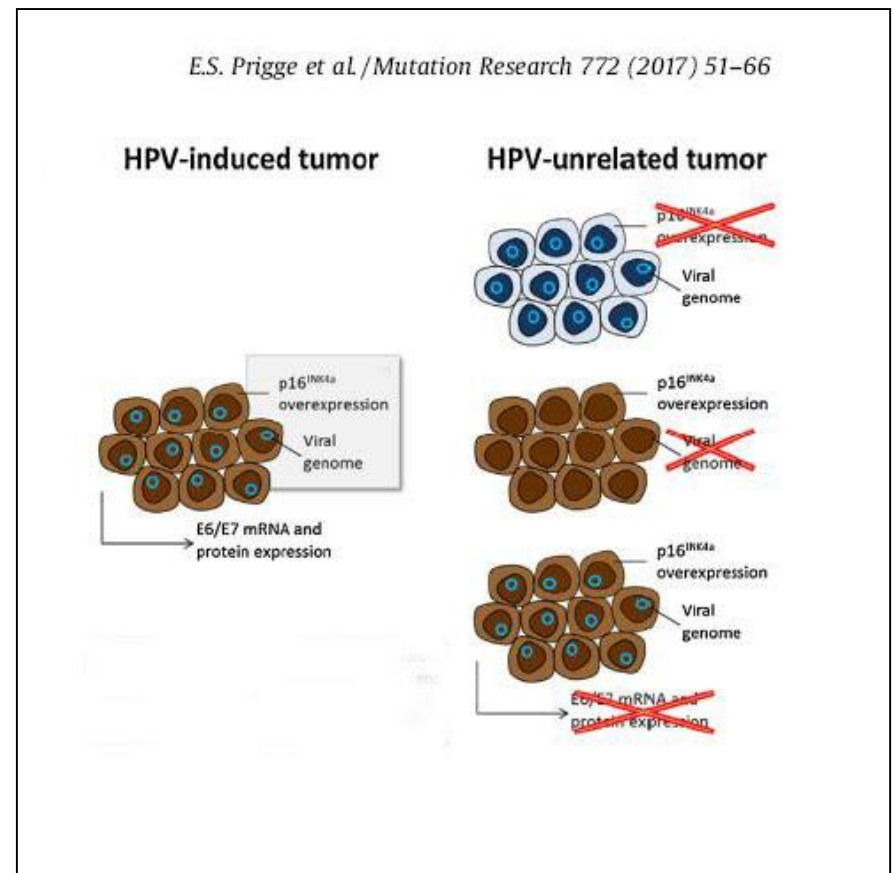 E.S. Prigge et al. / Mutation Research 772 (2017) 51–66
HPV-induced tumor
p16INK4a
overexpression
Viral
genome
E6/E7 mRNA and
protein expression
HPV-unrelated tumor
p16INK4a
overexpression
Viral
genome
p16INK4a
overexpression
Viral
genome
p16INK4a
overexpression
Viral
genome
E6/E7 mRNA and
protein expression